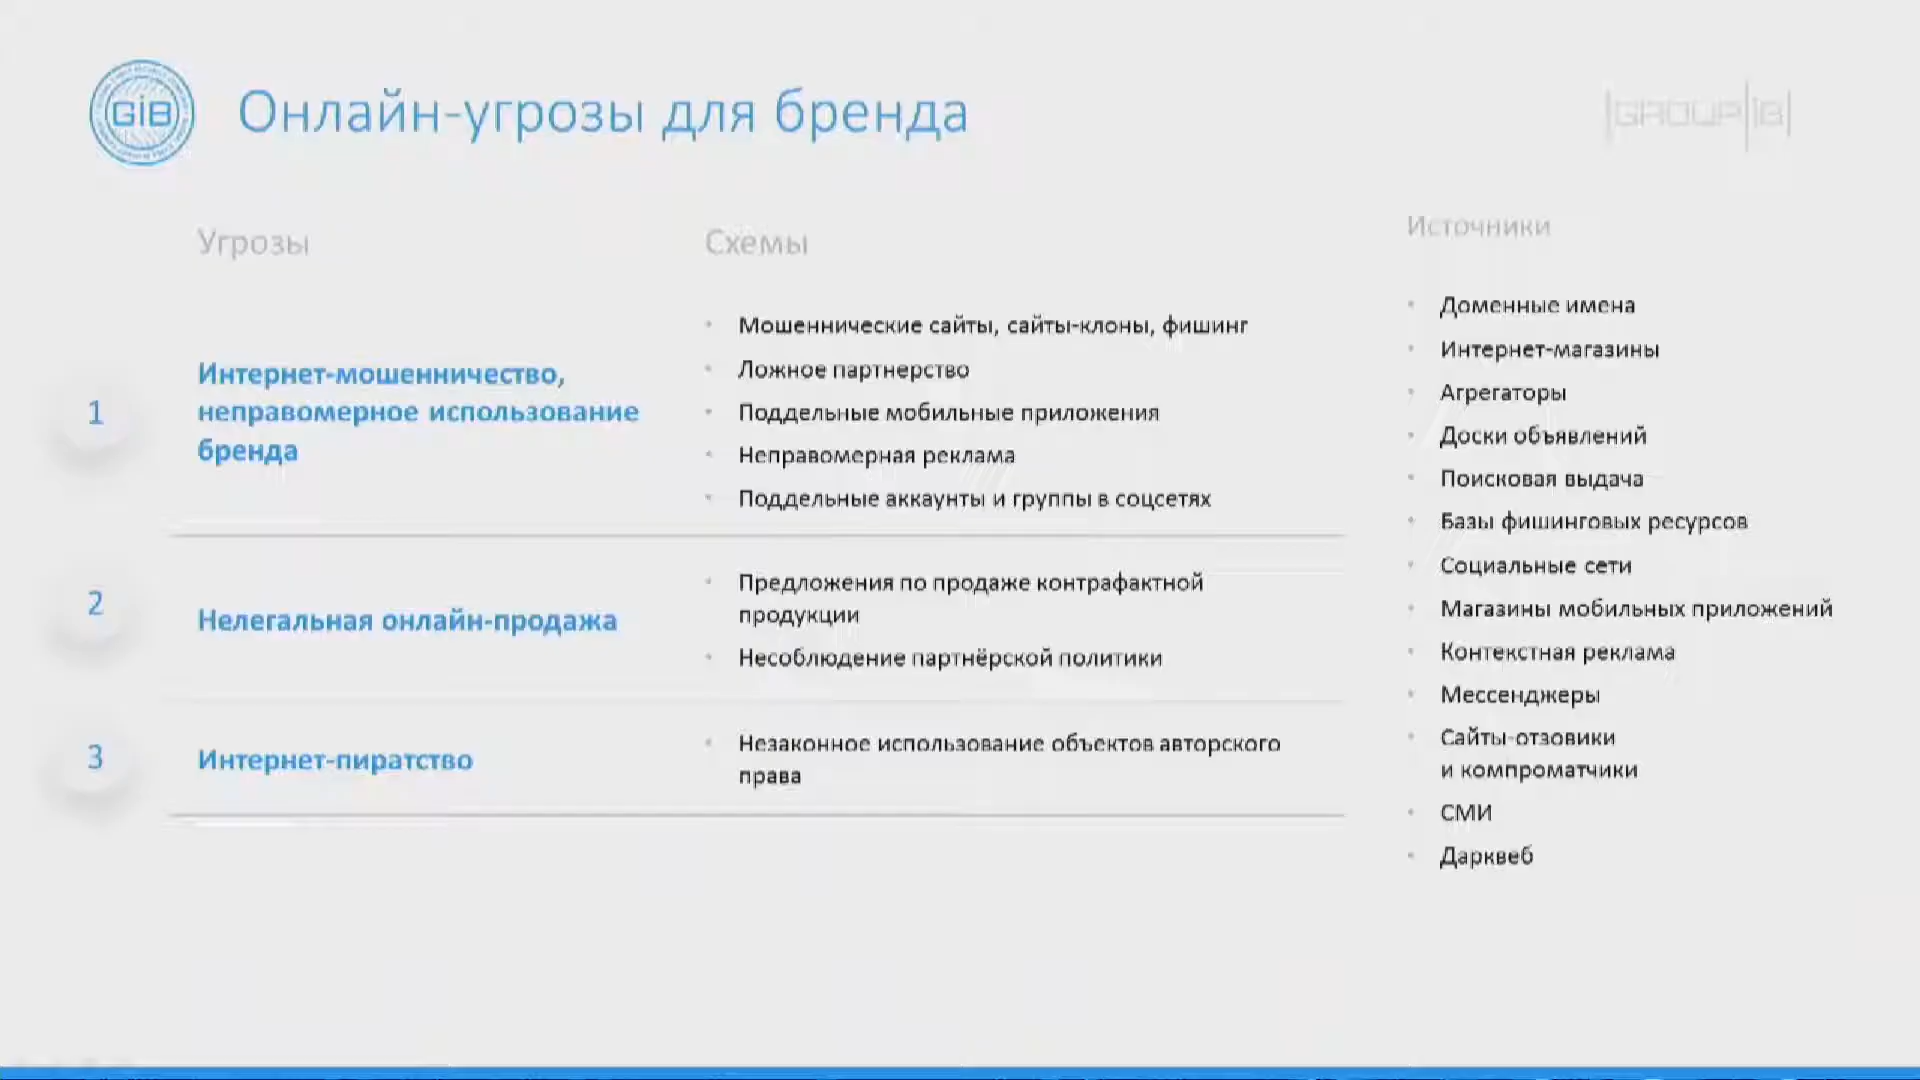 GiB
Онлайн-угрозы для бренда
GROUP|iB
Угрозы
Схемы
Источники
1
Интернет-мошенничество,
неправомерное использование
бренда
• Мошеннические сайты, сайты-клоны, фишинг
• Ложное партнерство
• Поддельные мобильные приложения
• Неправомерная реклама
• Поддельные аккаунты и группы в соцсетях
2
Нелегальная онлайн-продажа
• Предложения по продаже контрафактной
продукции
• Несоблюдение партнёрской политики
3
Интернет-пиратство
• Незаконное использование объектов авторского
права
• Доменные имена
• Интернет-магазины
• Агрегаторы
• Доски объявлений
• Поисковая выдача
• Базы фишинговых ресурсов
• Социальные сети
• Магазины мобильных приложений
• Контекстная реклама
• Мессенджеры
• Сайты-отзовики
и компроматчики
• СМИ
• Дарквеб